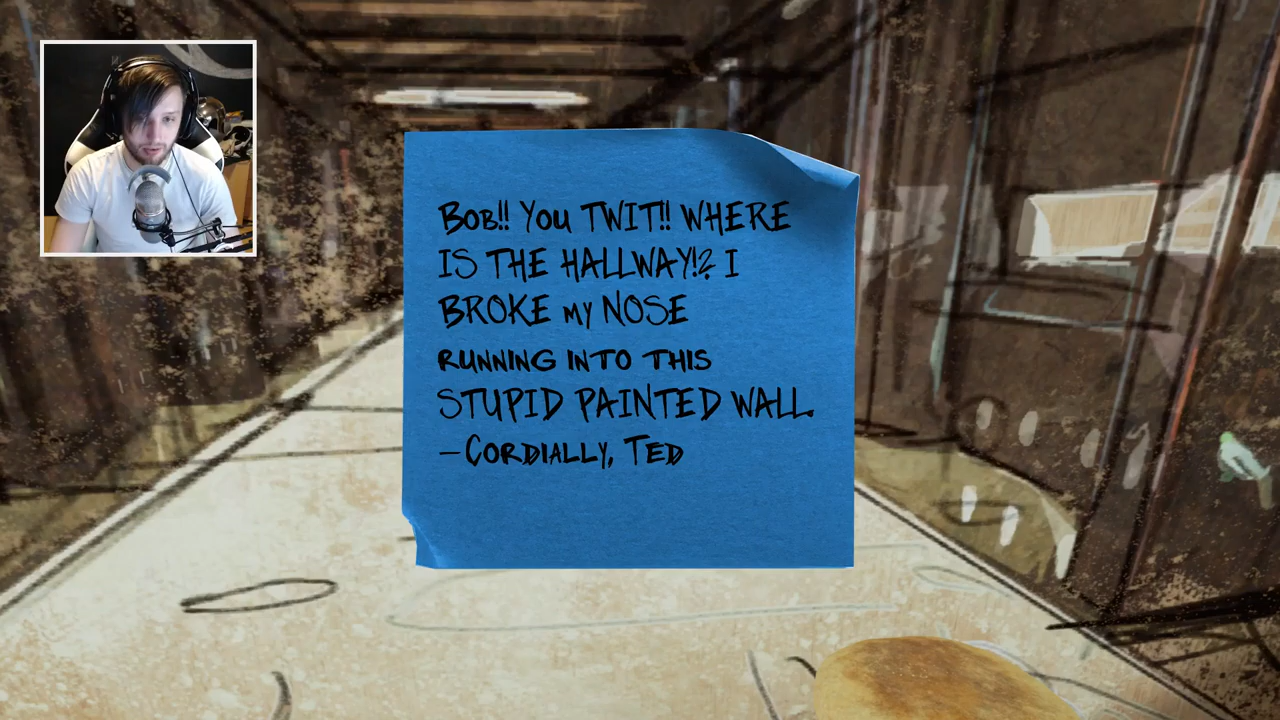 Bob!! You TWIT!! WHERE
IS THE HALLWAY!? I
BROKE my NOSE
RUNNING INTO THIS
STUPID PAINTED WALL.
–CORDIALLY, TED